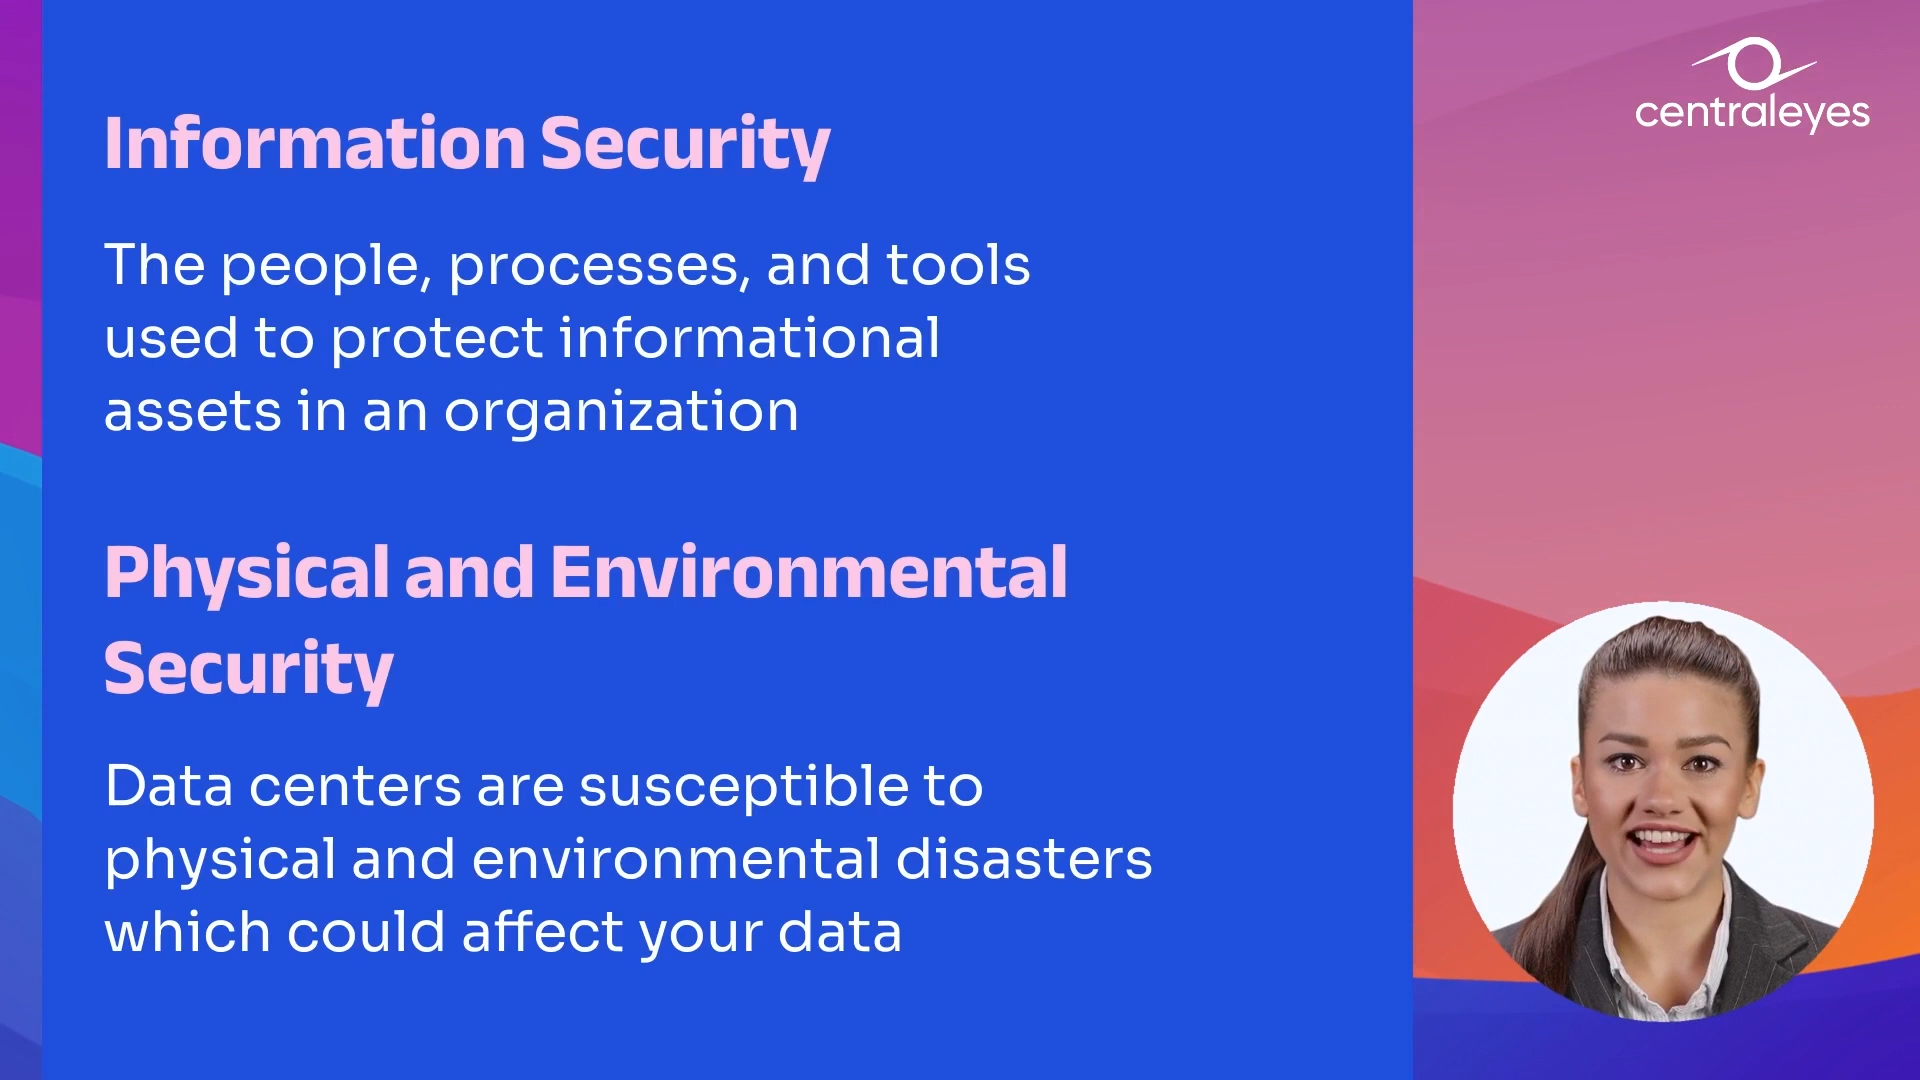 centraleyes
Information Security
The people, processes, and tools
used to protect informational
assets in an organization
Physical and Environmental
Security
Data centers are susceptible to
physical and environmental disasters
which could affect your data